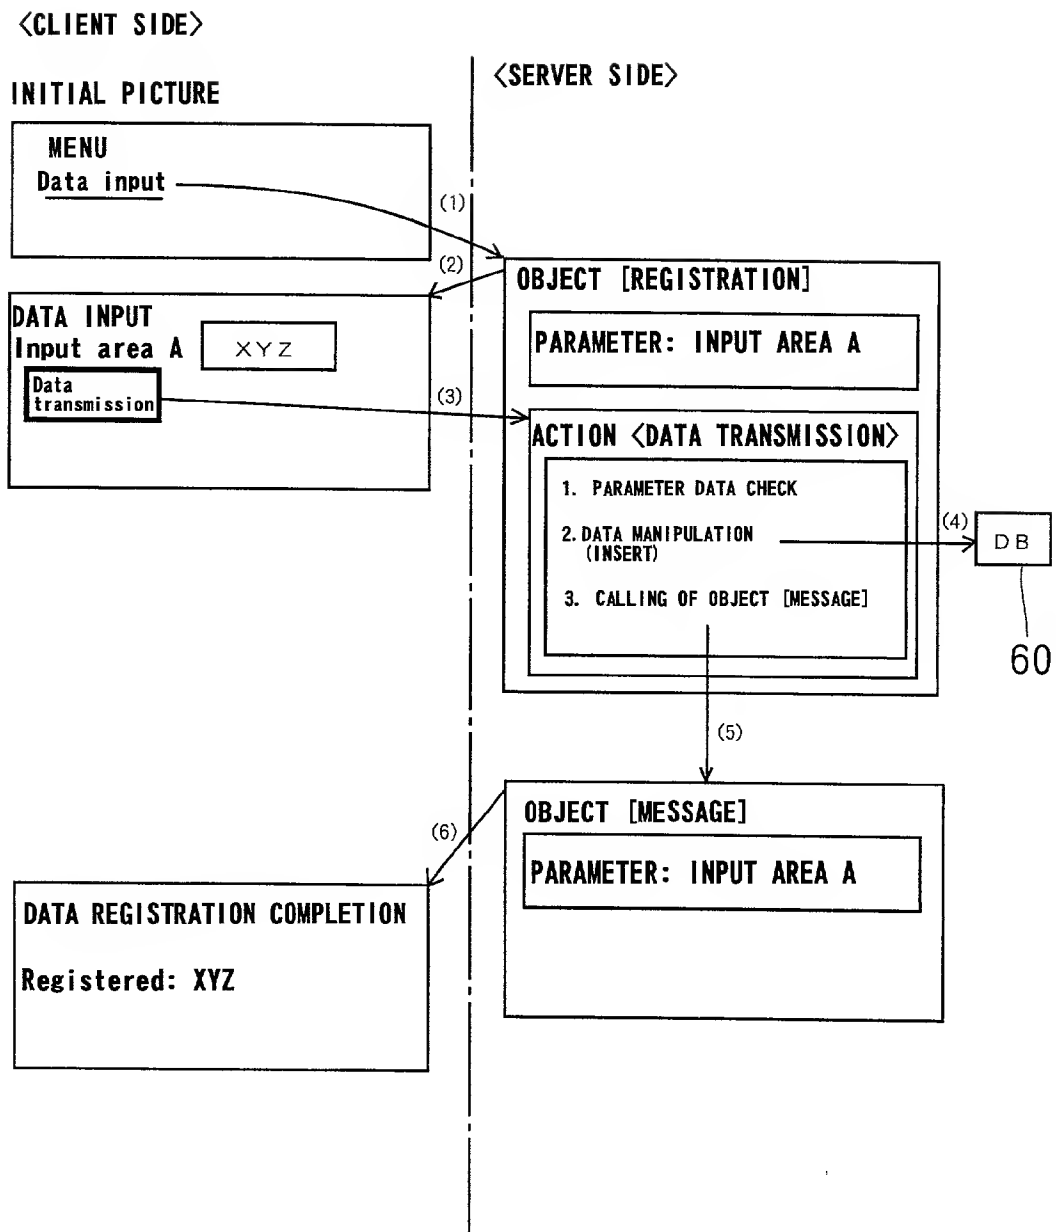 〈CLIENT SIDE〉
〈SERVER SIDE〉
INITIAL PICTURE
MENU
Data input
(1)
(2)
OBJECT [REGISTRATION]
PARAMETER: INPUT AREA A
DATA INPUT
Input area A
XYZ
Data
transmission
(3)
ACTION 〈DATA TRANSMISSION〉
1. PARAMETER DATA CHECK
2. DATA MANIPULATION
(INSERT)
(4)
DB
3. CALLING OF OBJECT [MESSAGE]
60
(5)
OBJECT [MESSAGE]
PARAMETER: INPUT AREA A
(6)
DATA REGISTRATION COMPLETION
Registered: XYZ